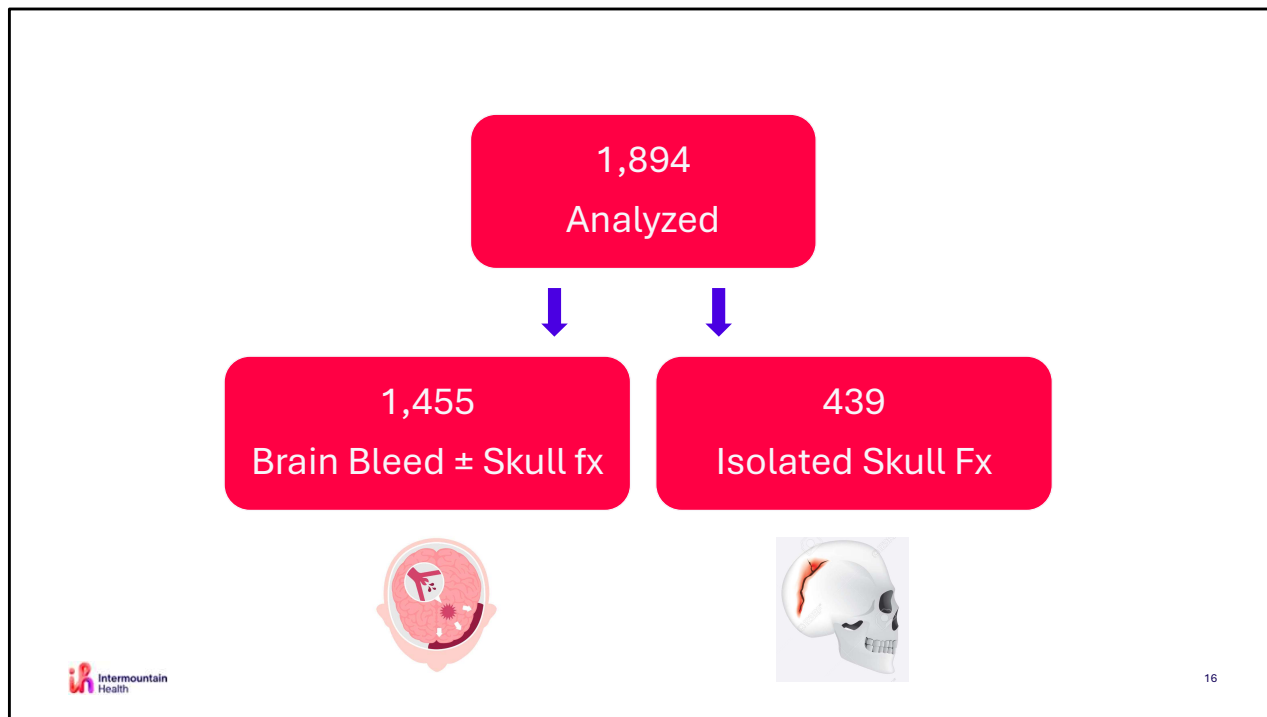 1,894
Analyzed
1,455
Brain Bleed ± Skull fx
439
Isolated Skull Fx
Intermountain
Health
16